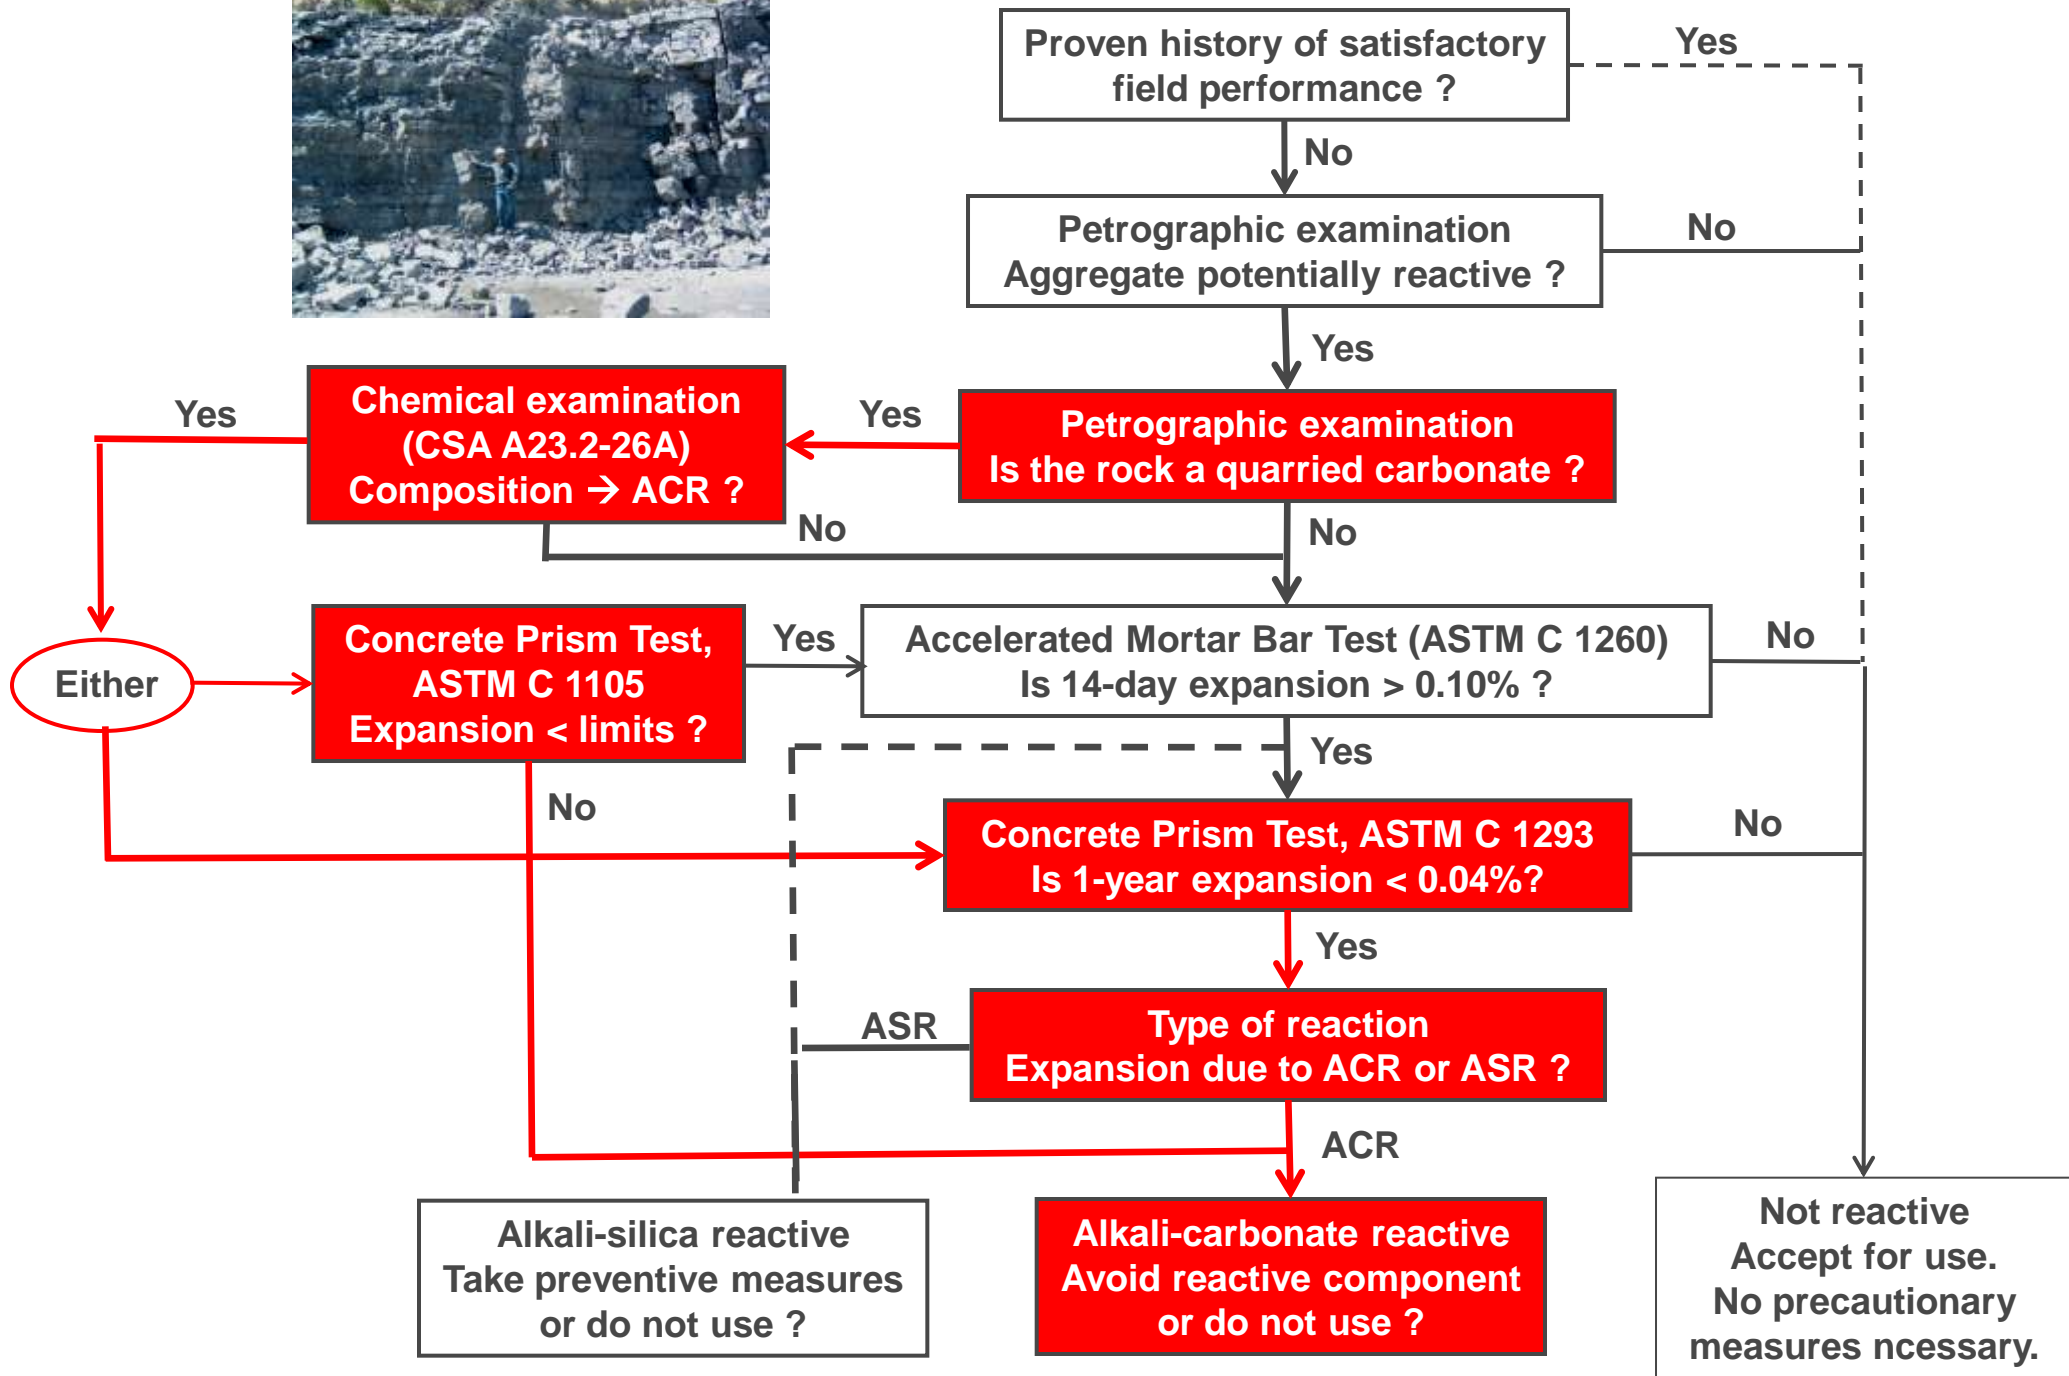 Proven history of satisfactory
field performance ?
Yes
No
Petrographic examination
Aggregate potentially reactive ?
No
Yes
Petrographic examination
Is the rock a quarried carbonate ?
Yes
No
Chemical examination
(CSA A23.2-26A)
Composition → ACR ?
Yes
No
Either
Concrete Prism Test,
ASTM C 1105
Expansion < limits ?
Yes
No
Accelerated Mortar Bar Test (ASTM C 1260)
Is 14-day expansion > 0.10% ?
No
Yes
Concrete Prism Test, ASTM C 1293
Is 1-year expansion < 0.04%?
No
Yes
Type of reaction
Expansion due to ACR or ASR ?
ASR
ACR
Alkali-silica reactive
Take preventive measures
or do not use ?
Alkali-carbonate reactive
Avoid reactive component
or do not use ?
Not reactive
Accept for use.
No precautionary
measures ncessary.